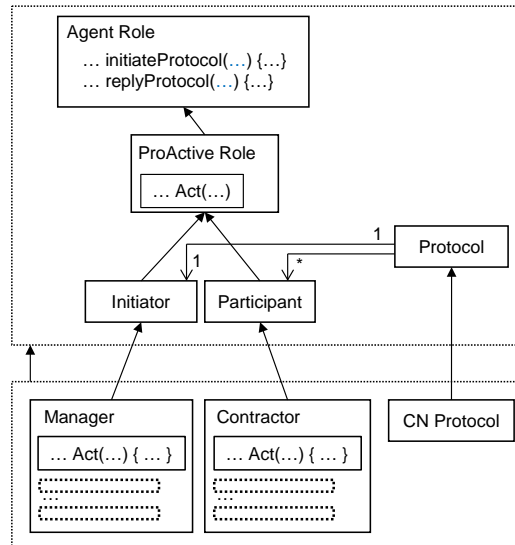 Agent Role
… initiateProtocol(…) {…}
… replyProtocol(…) {…}
ProActive Role
… Act(…)
1
Protocol
1
*
Initiator
Participant
Manager
Contractor
CN Protocol
… Act(…) { … }
… Act(…) { … }
…
…